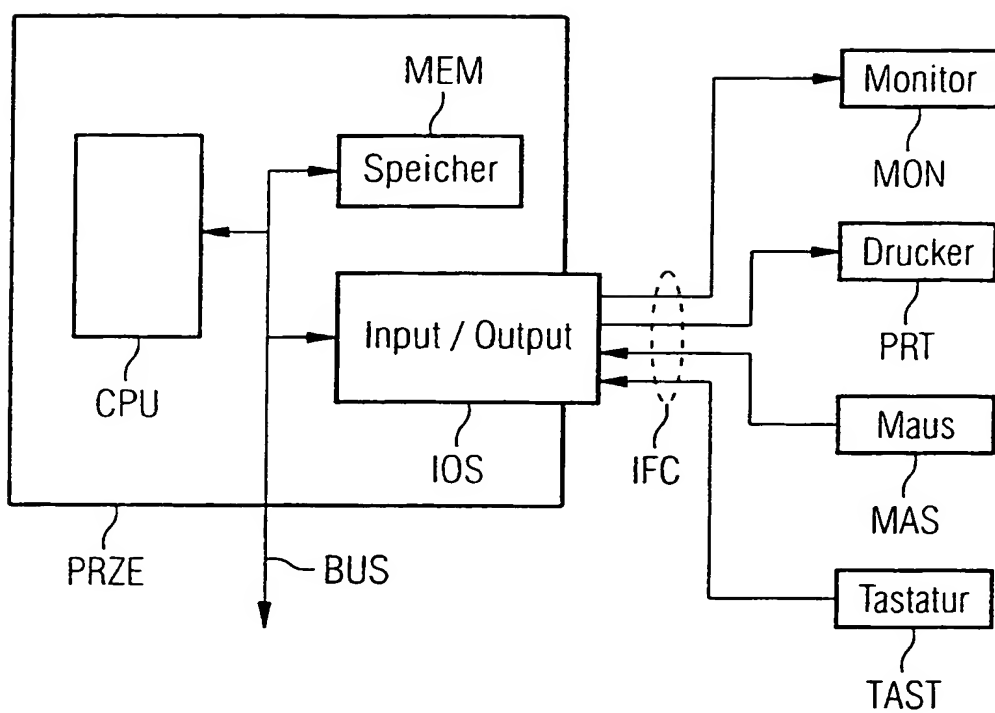 MEM
Monitor
Speicher
MON
Drucker
Input / Output
PRT
CPU
Maus
IOS
IFC
MAS
PRZE
BUS
Tastatur
TAST